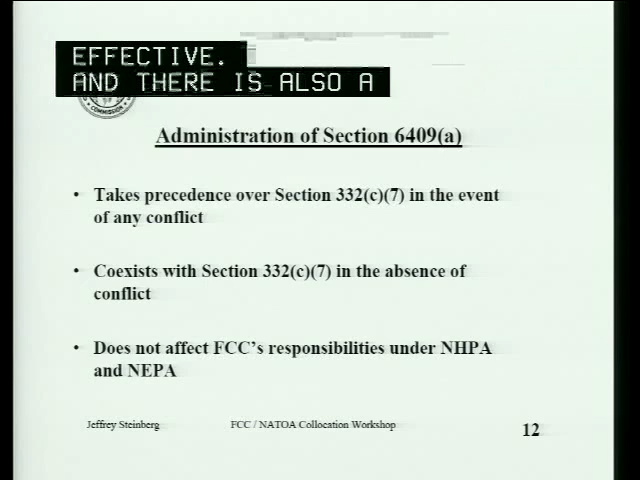 EFFECTIVE.
AND THERE IS ALSO A
COMMISSION
Administration of Section 6409(a)
• Takes precedence over Section 332(c)(7) in the event
of any conflict
• Coexists with Section 332(c)(7) in the absence of
conflict
• Does not affect FCC's responsibilities under NHPA
and NEPA
Jeffrey Steinberg
FCC / NATOA Collocation Workshop
12